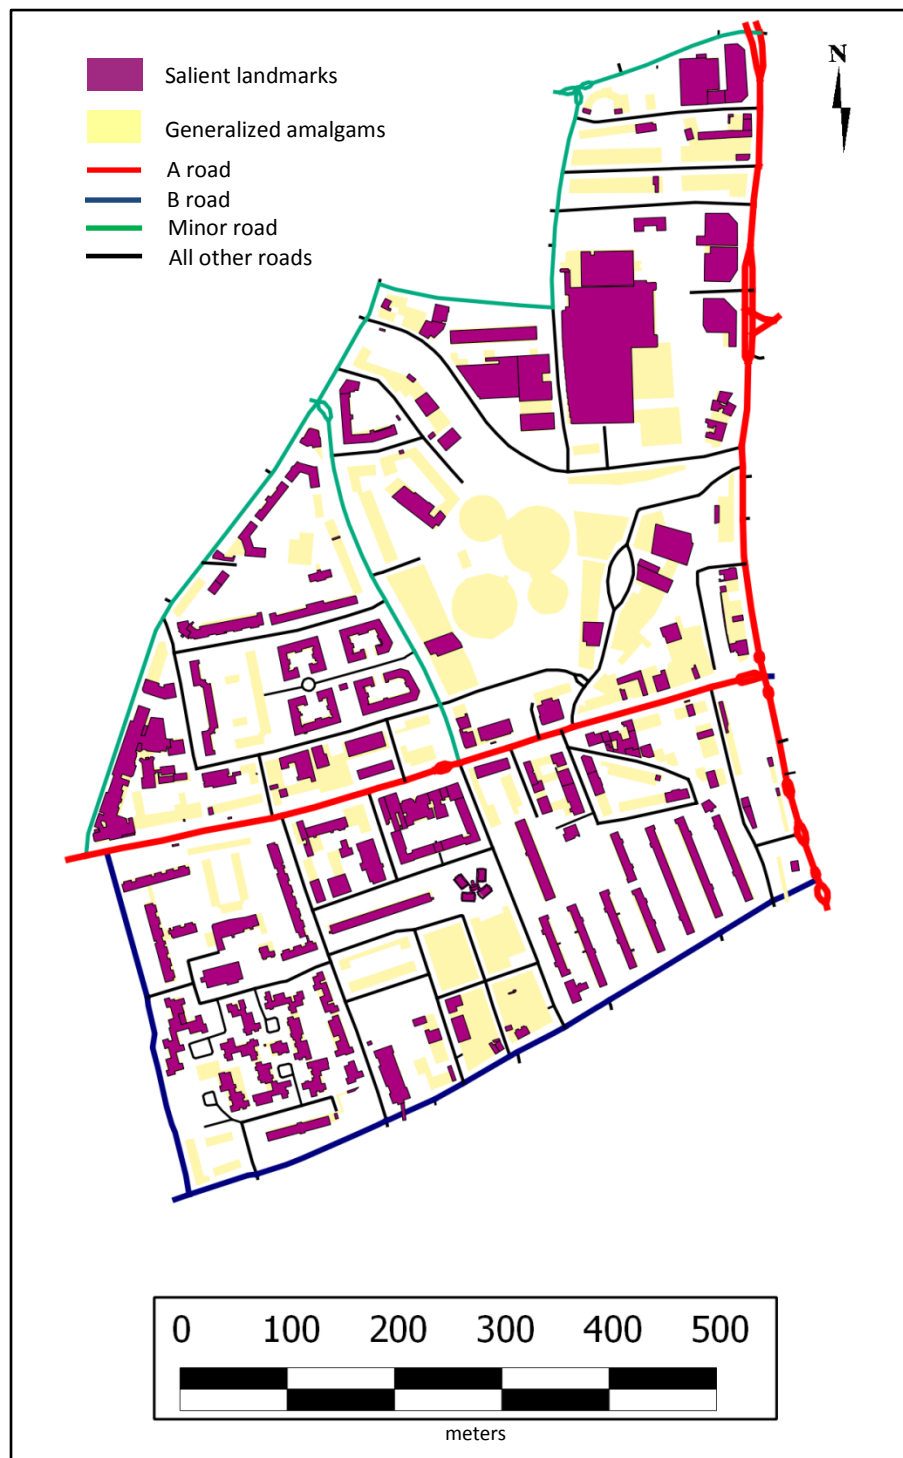 N
Salient landmarks
Generalized amalgams
A road
B road
Minor road
All other roads
0 100 200 300 400 500
meters